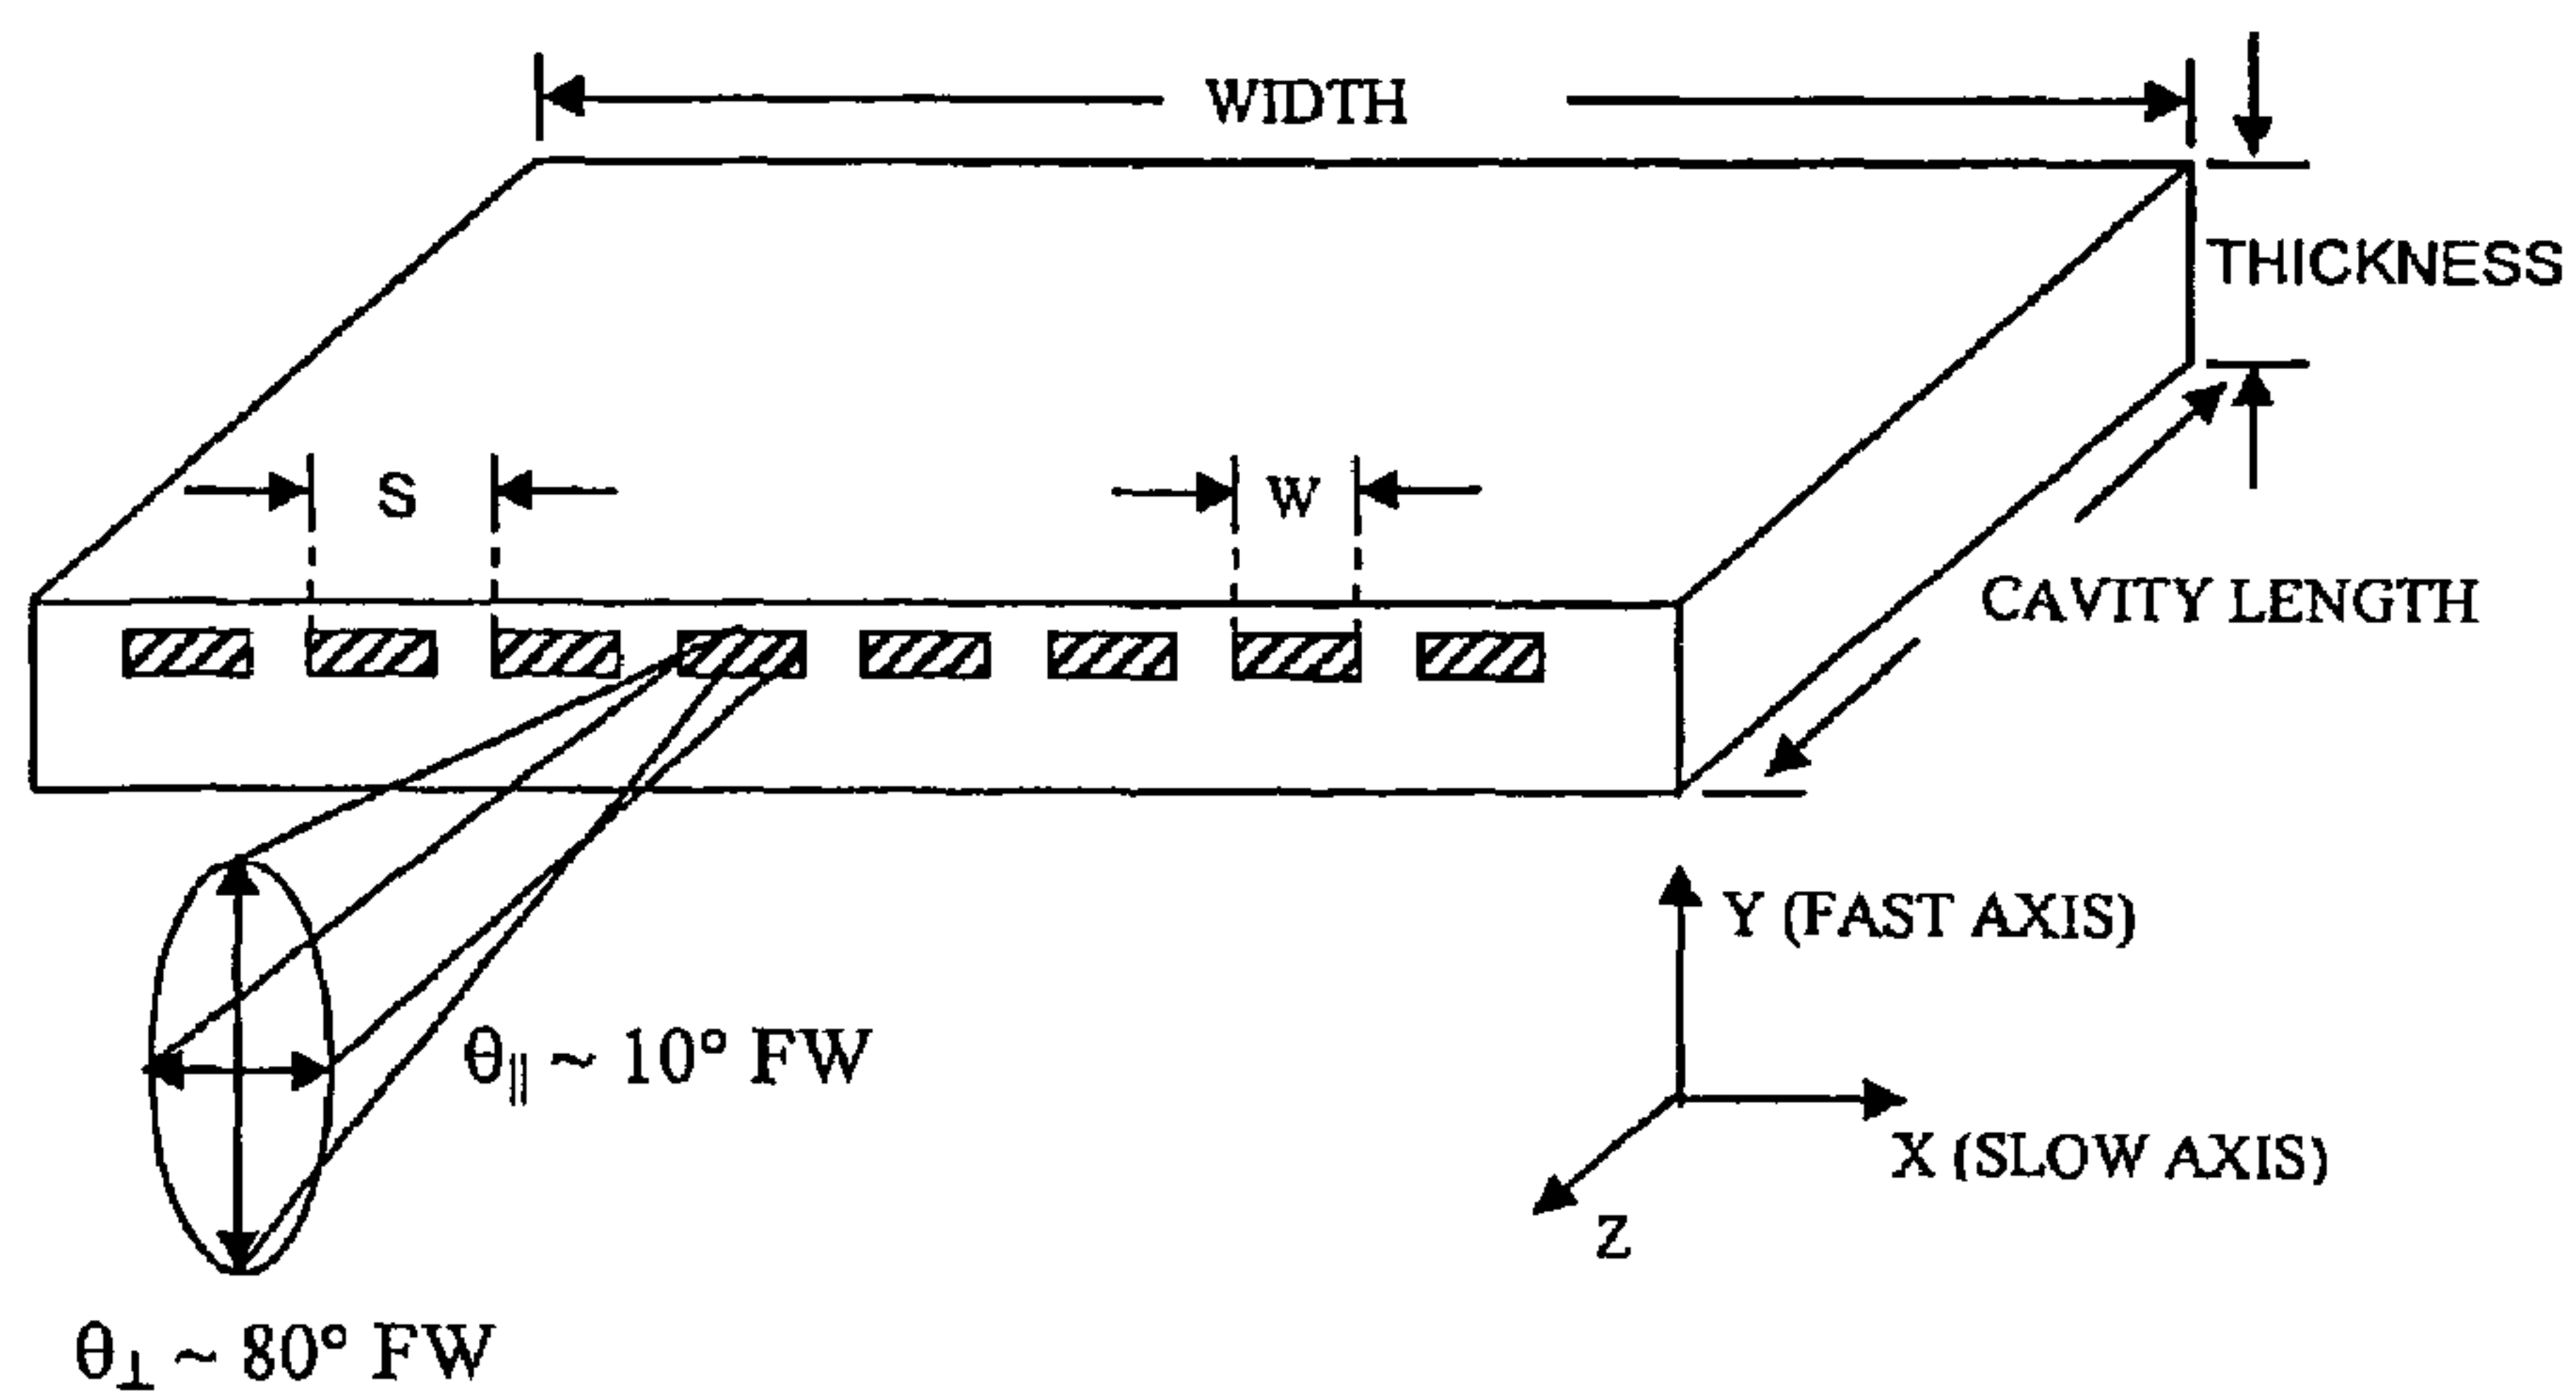 WIDTH
THICKNESS
S
W
CAVITY LENGTH
Y (FAST AXIS)
θ∥ ~ 10° FW
X (SLOW AXIS)
Z
θ⊥ ~ 80° FW